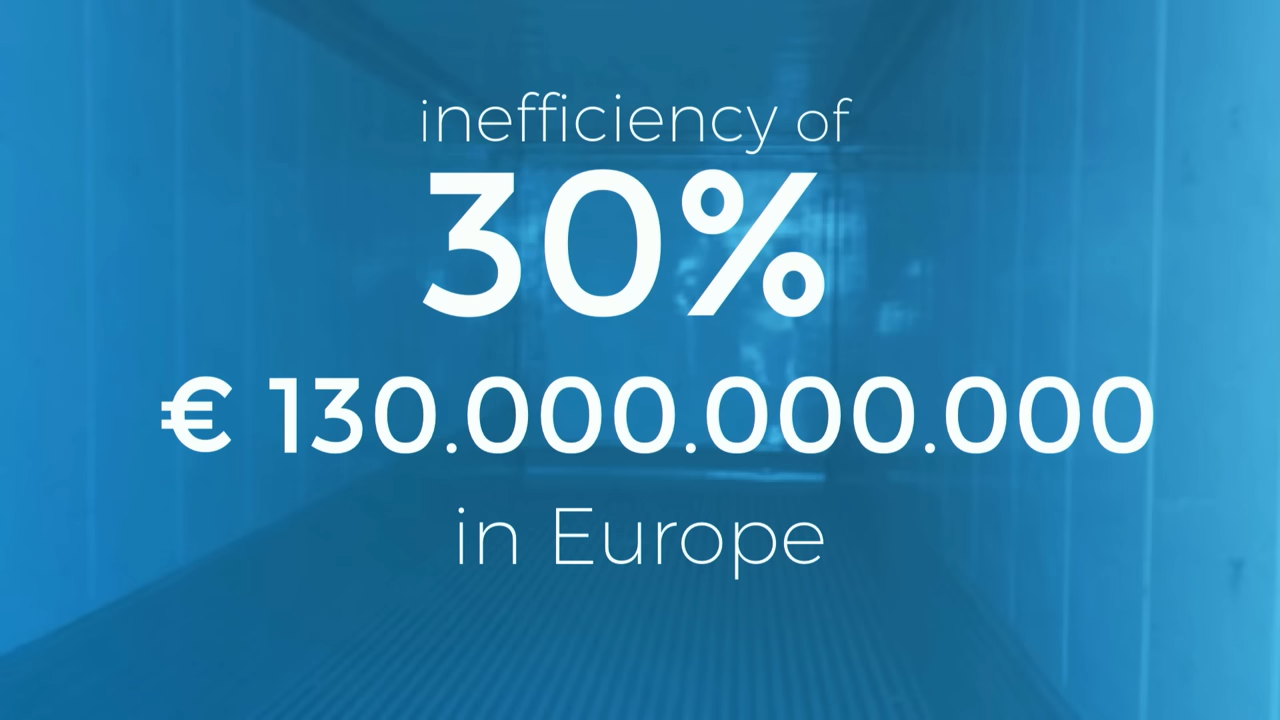 inefficiency of
30%
€ 130.000.000.000
in Europe